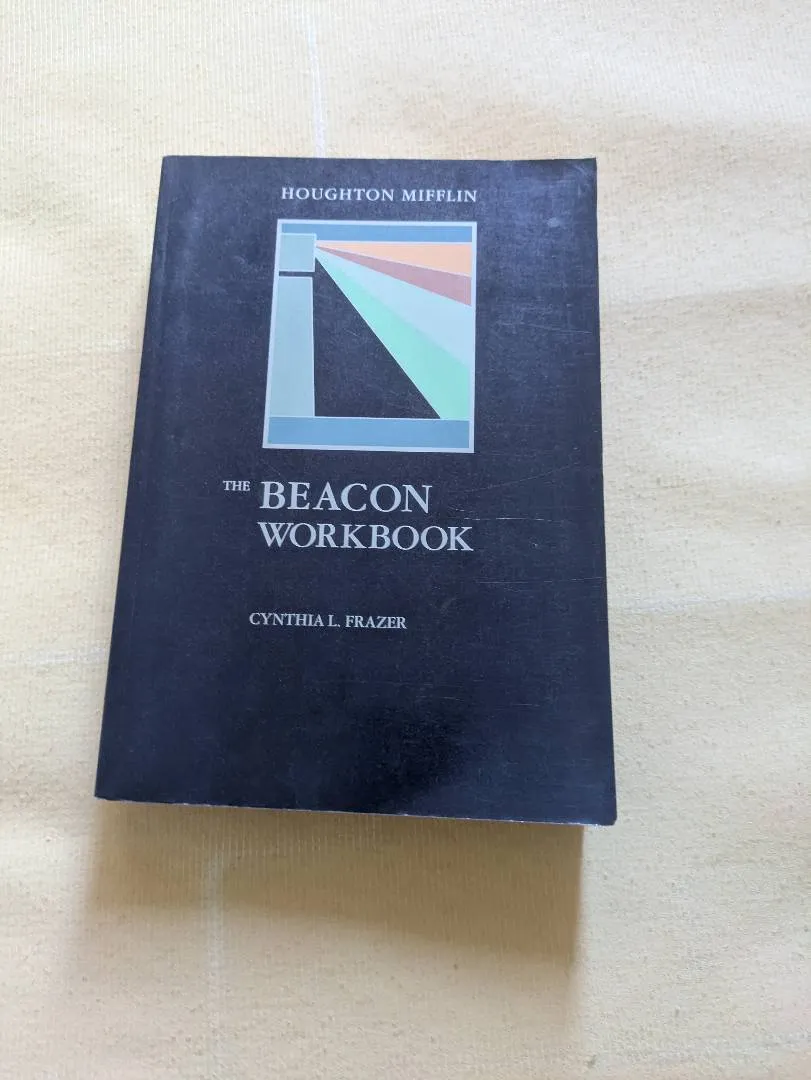 HOUGHTON MIFFLIN
THE BEACON
WORKBOOK
CYNTHIA L. FRAZER